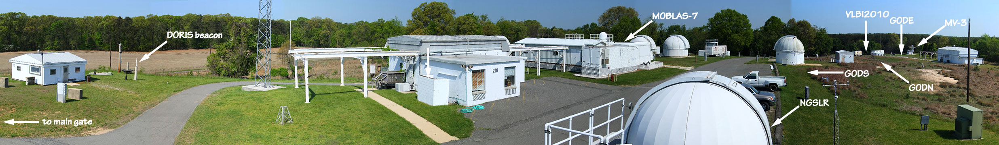 DORIS beacon
to main gate
201
MOBLAS-7
VLBI2010
GODE
MV-3
GODS
GODN
NGSLR